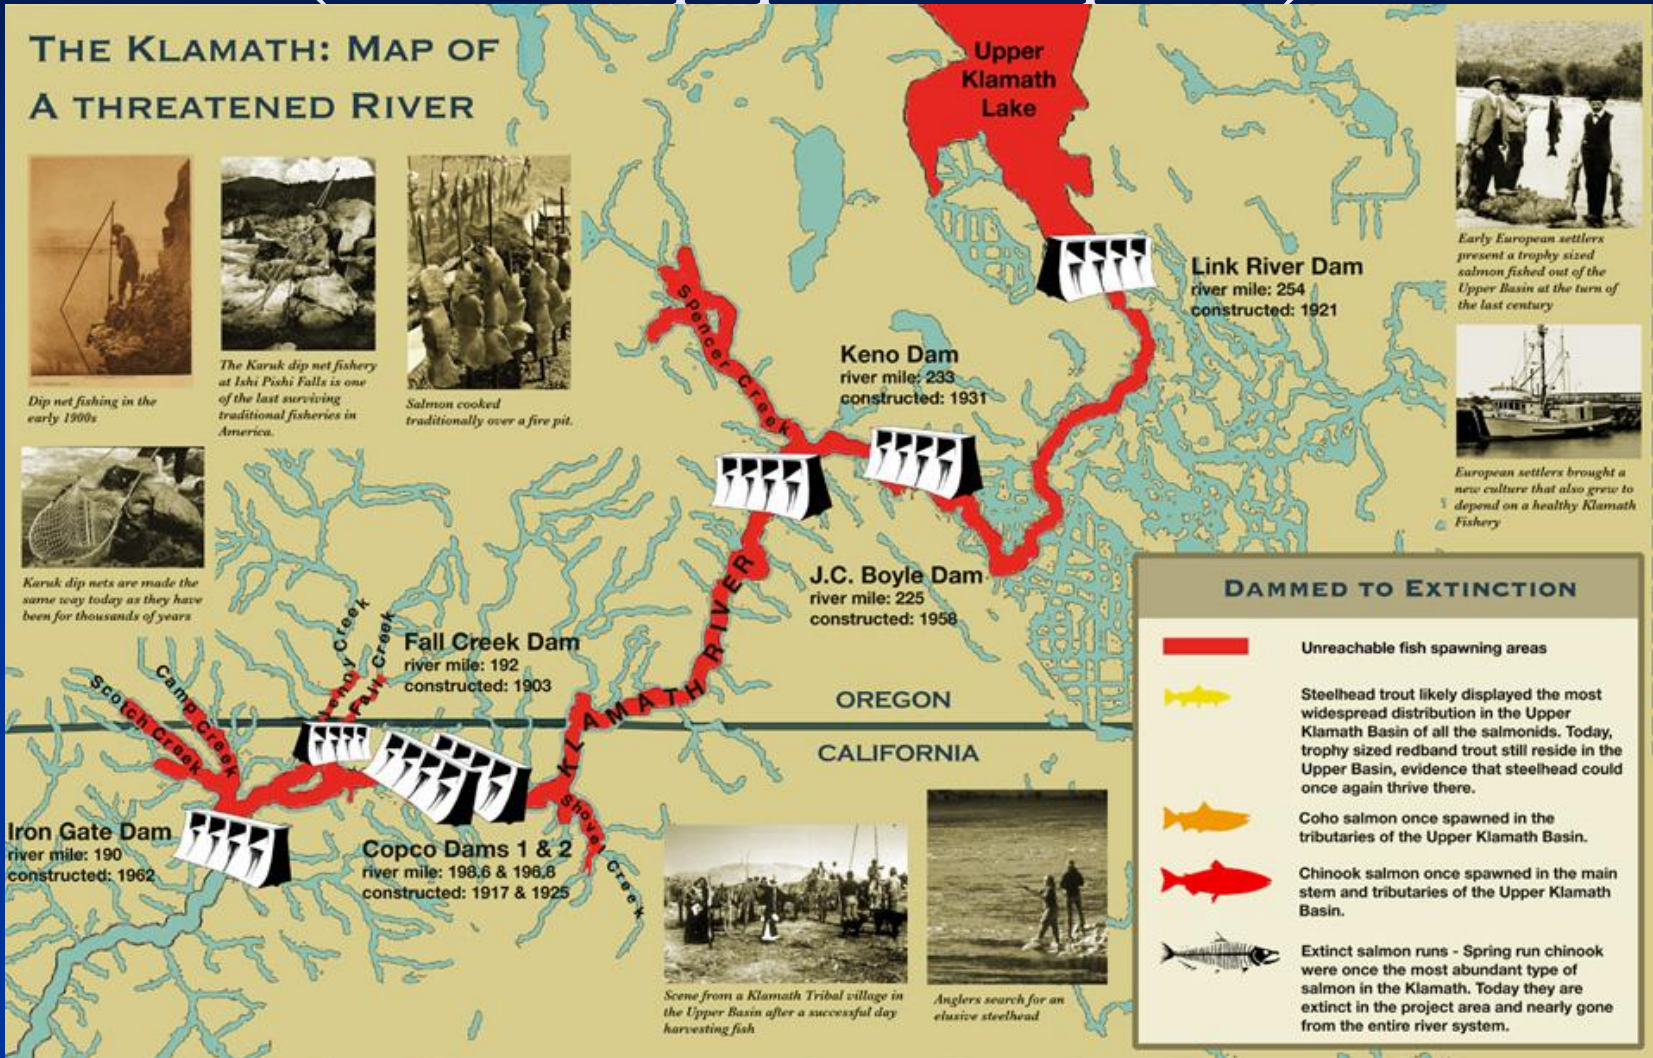 THE KLAMATH: MAP OF
A THREATENED RIVER
Dip net fishing in the
early 1900s
The Karuk dip net fishery
at Ishi Pishi Falls is one
of the last surviving
traditional fisheries in
America.
Salmon cooked
traditionally over a fire pit.
Karuk dip nets are made the
same way today as they have
been for thousands of years
Upper
Klamath
Lake
Early European settlers
present a trophy sized
salmon fished out of the
Upper Basin at the turn of
the last century
European settlers brought a
new culture that also grew to
depend on a healthy Klamath
Fishery
Link River Dam
river mile: 254
constructed: 1921
Keno Dam
river mile: 233
constructed: 1931
Spencer Creek
J.C. Boyle Dam
river mile: 225
constructed: 1958
KLAMATH RIVER
Jenny Creek
Fall Creek
Fall Creek Dam
river mile: 192
constructed: 1903
Camp Creek
Scotch Creek
OREGON
CALIFORNIA
Iron Gate Dam
river mile: 190
constructed: 1962
Copco Dams 1 & 2
river mile: 198.6 & 196.8
constructed: 1917 & 1925
Shovel Creek
Scene from a Klamath Tribal village in
the Upper Basin after a successful day
harvesting fish
Anglers search for an
elusive steelhead
DAMMED TO EXTINCTION
Unreachable fish spawning areas
Steelhead trout likely displayed the most
widespread distribution in the Upper
Klamath Basin of all the salmonids. Today,
trophy sized redband trout still reside in the
Upper Basin, evidence that steelhead could
once again thrive there.
Coho salmon once spawned in the
tributaries of the Upper Klamath Basin.
Chinook salmon once spawned in the main
stem and tributaries of the Upper Klamath
Basin.
Extinct salmon runs - Spring run chinook
were once the most abundant type of
salmon in the Klamath. Today they are
extinct in the project area and nearly gone
from the entire river system.